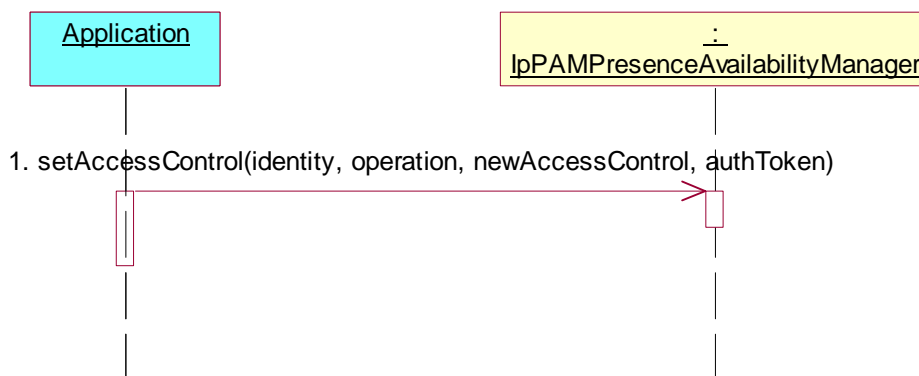 Application
:
IpPAMPresenceAvailabilityManager
1. setAccessControl(identity, operation, newAccessControl, authToken)